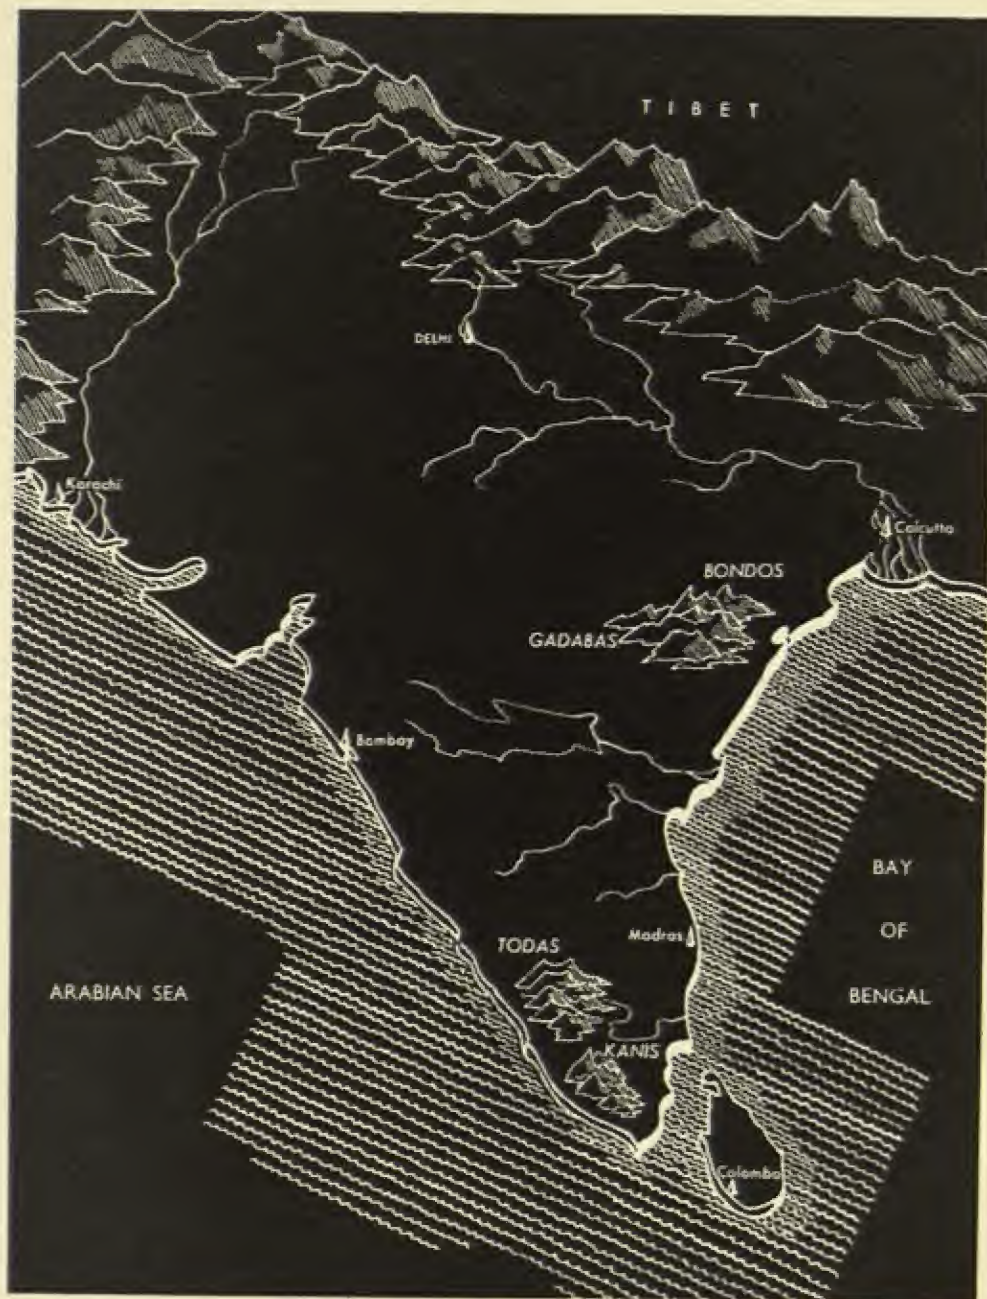 TIBET
DELHI
Karachi
Calcutta
BONDOS
GADABAS
Bombay
BAY
OF
BENGAL
Madras
TODAS
ARABIAN SEA
KANIS
Colombo